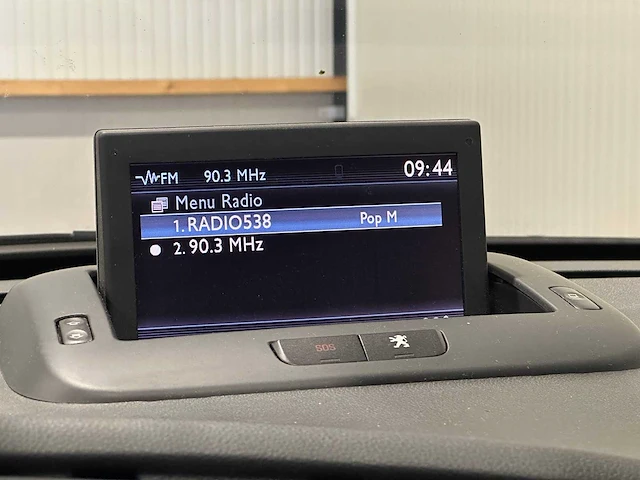 FM 90.3 MHz 09:44
Menu Radio
1. RADIO538 Pop M
2. 90.3 MHz
SOS